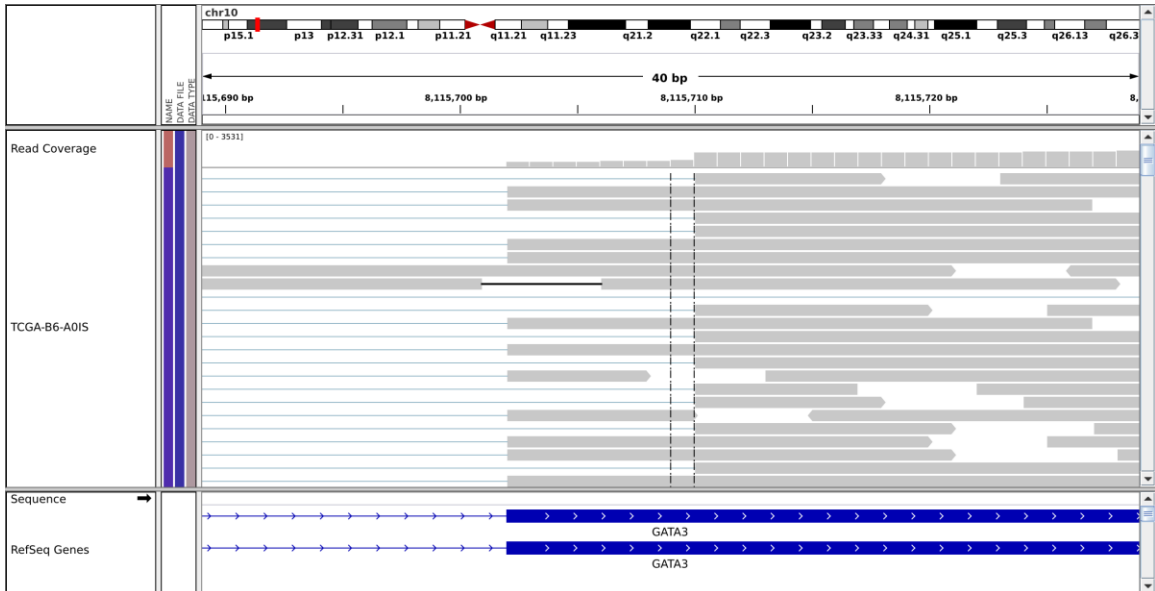 chr10
p15.1 p13 p12.31 p12.1 p11.21 q11.21 q11.23 q21.2 q22.1 q22.3 q23.2 q23.33 q24.31 q25.1 q25.3 q26.13 q26.3
40 bp
115,690 bp 8,115,700 bp 8,115,710 bp 8,115,720 bp 8,
NAME
DATA FILE
DATA TYPE
[0 - 3531]
Read Coverage
TCGA-B6-A0IS
Sequence
GATA3
RefSeq Genes
GATA3